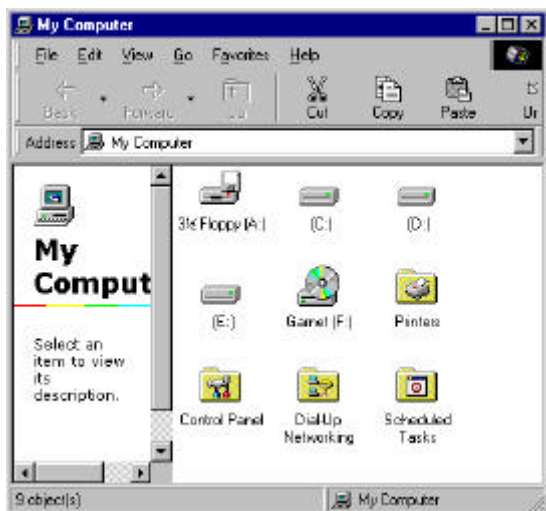 My Computer
File Edit View Go Favorites Help
Back Forward Up Cut Copy Paste Un
Address My Computer
My
Comput
Select an
item to view
its
description.
3½ Floppy (A:) (C:) (D:)
(E:) Garnet (F:) Printers
Control Panel Dial-Up Networking Scheduled Tasks
9 object(s) My Computer